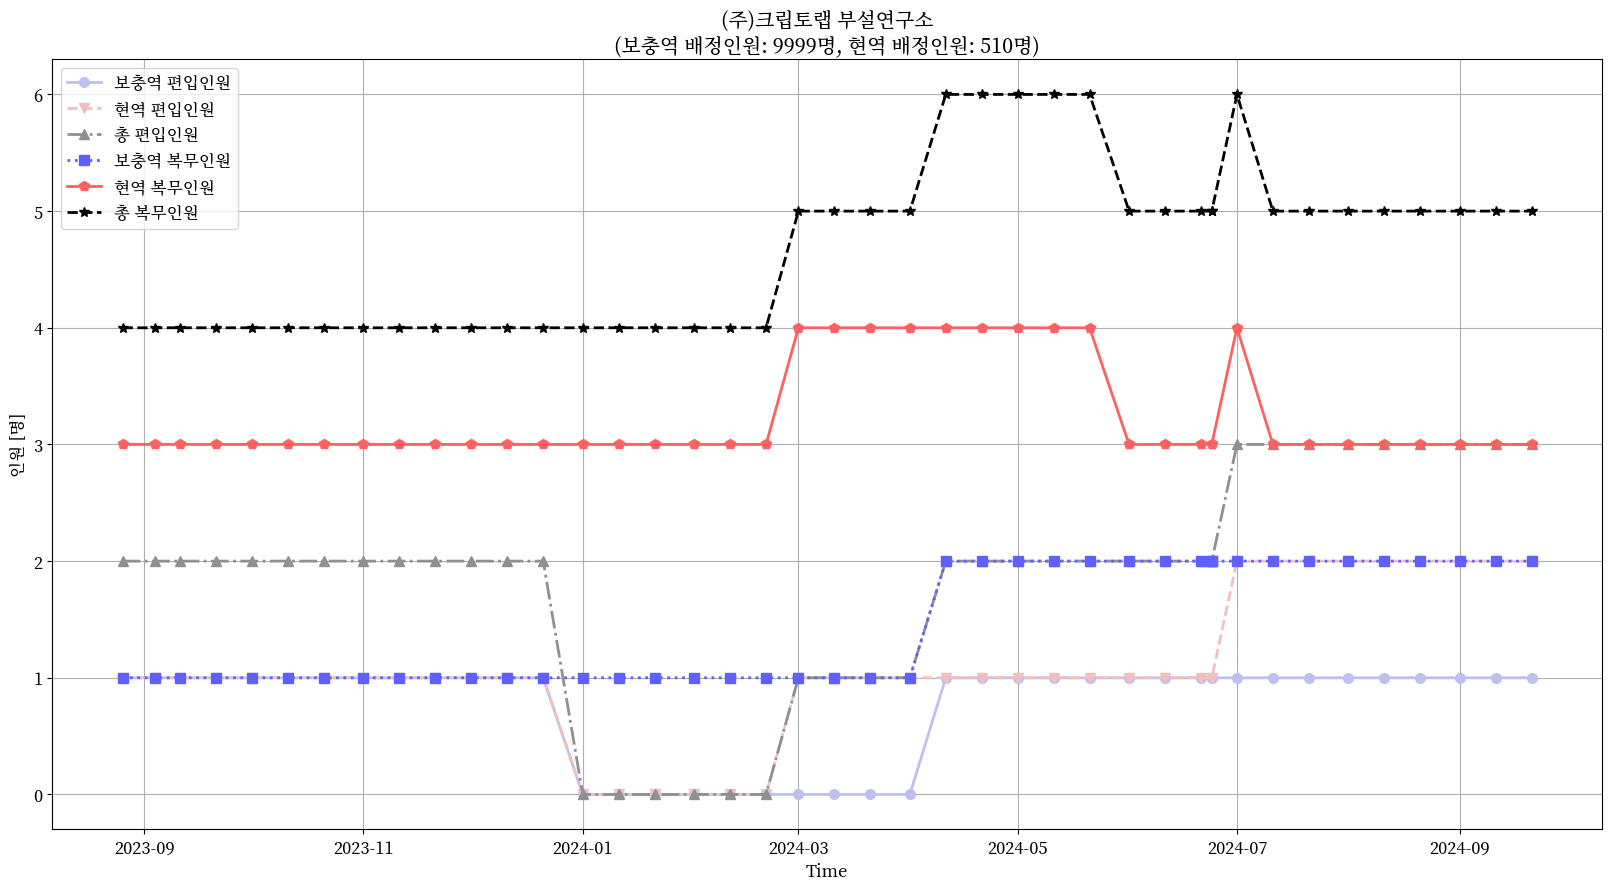 (주)크립토랩 부설연구소
(보충역 배정인원: 9999명, 현역 배정인원: 510명)
보충역 편입인원
현역 편입인원
총 편입인원
보충역 복무인원
현역 복무인원
총 복무인원
인원 [명]
6
5
4
3
2
1
0
2023-09 2023-11 2024-01 2024-03 2024-05 2024-07 2024-09
Time